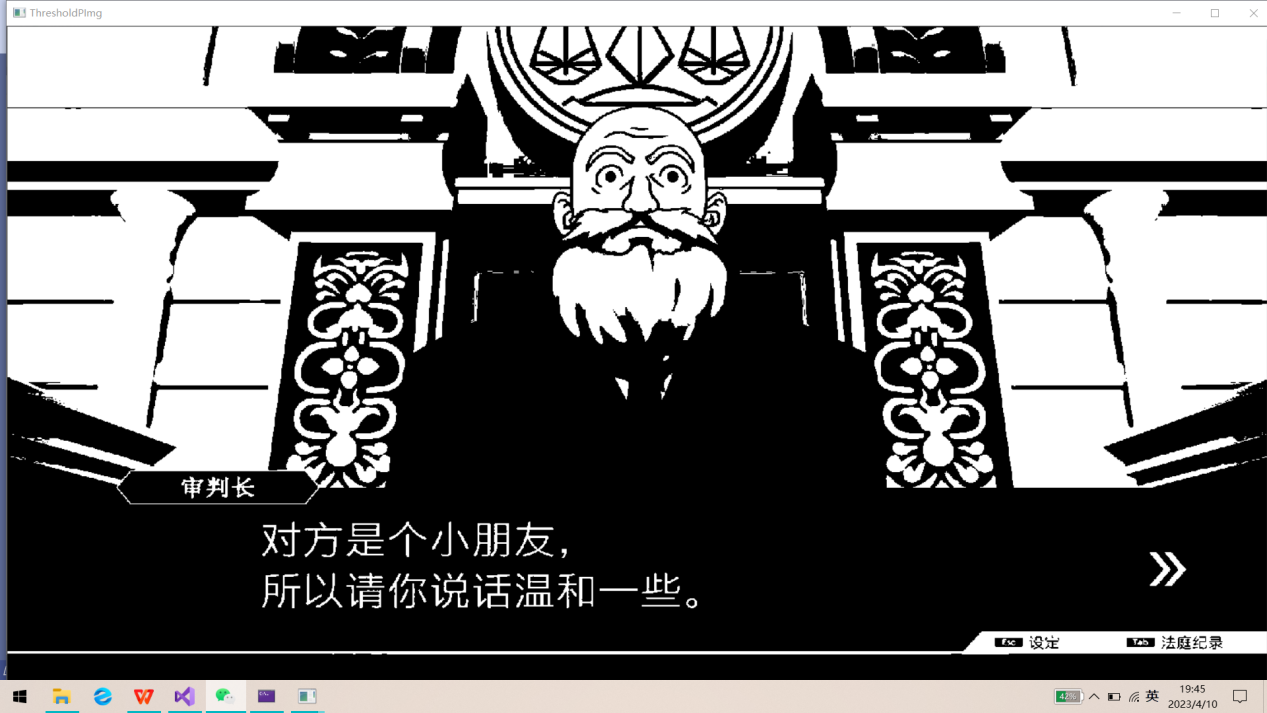 ThresholdPImg
审判长
对方是个小朋友，
所以请你说话温和一些。
Esc 设定
Tab 法庭纪录
42%
英
19:45
2023/4/10